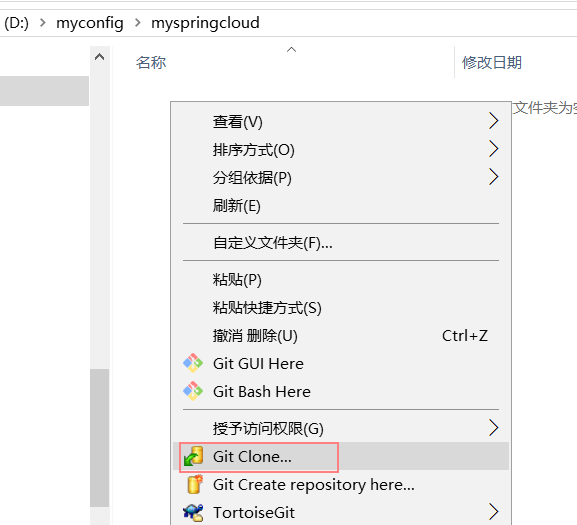 (D:) > myconfig > myspringcloud
名称 修改日期
文件夹为
查看(V)
排序方式(O)
分组依据(P)
刷新(E)
自定义文件夹(F)...
粘贴(P)
粘贴快捷方式(S)
撤消 删除(U) Ctrl+Z
Git GUI Here
Git Bash Here
授予访问权限(G)
Git Clone...
Git Create repository here...
TortoiseGit